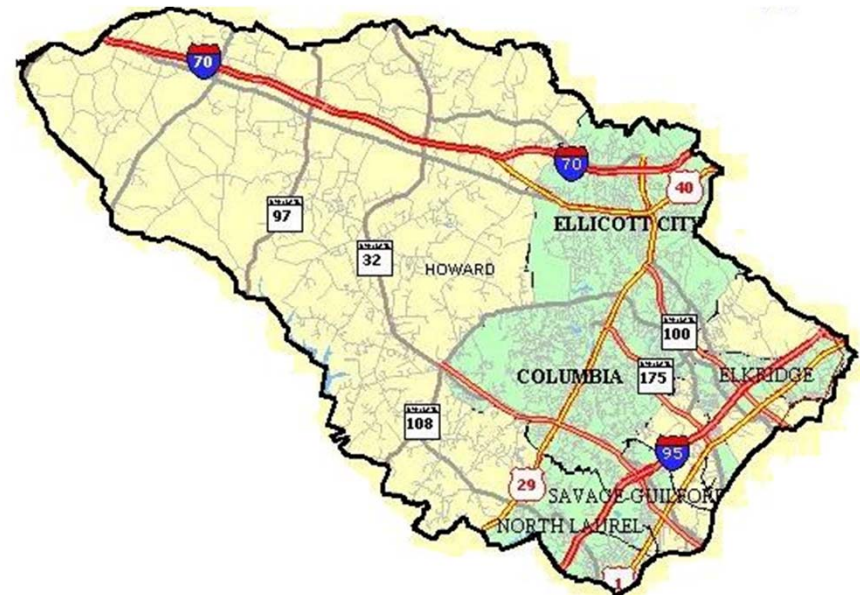 70
70
40
ELLICOTT CITY
97
32
HOWARD
100
COLUMBIA
175
ELKRIDGE
108
95
29
SAVAGE-GUILFORD
NORTH LAUREL
1